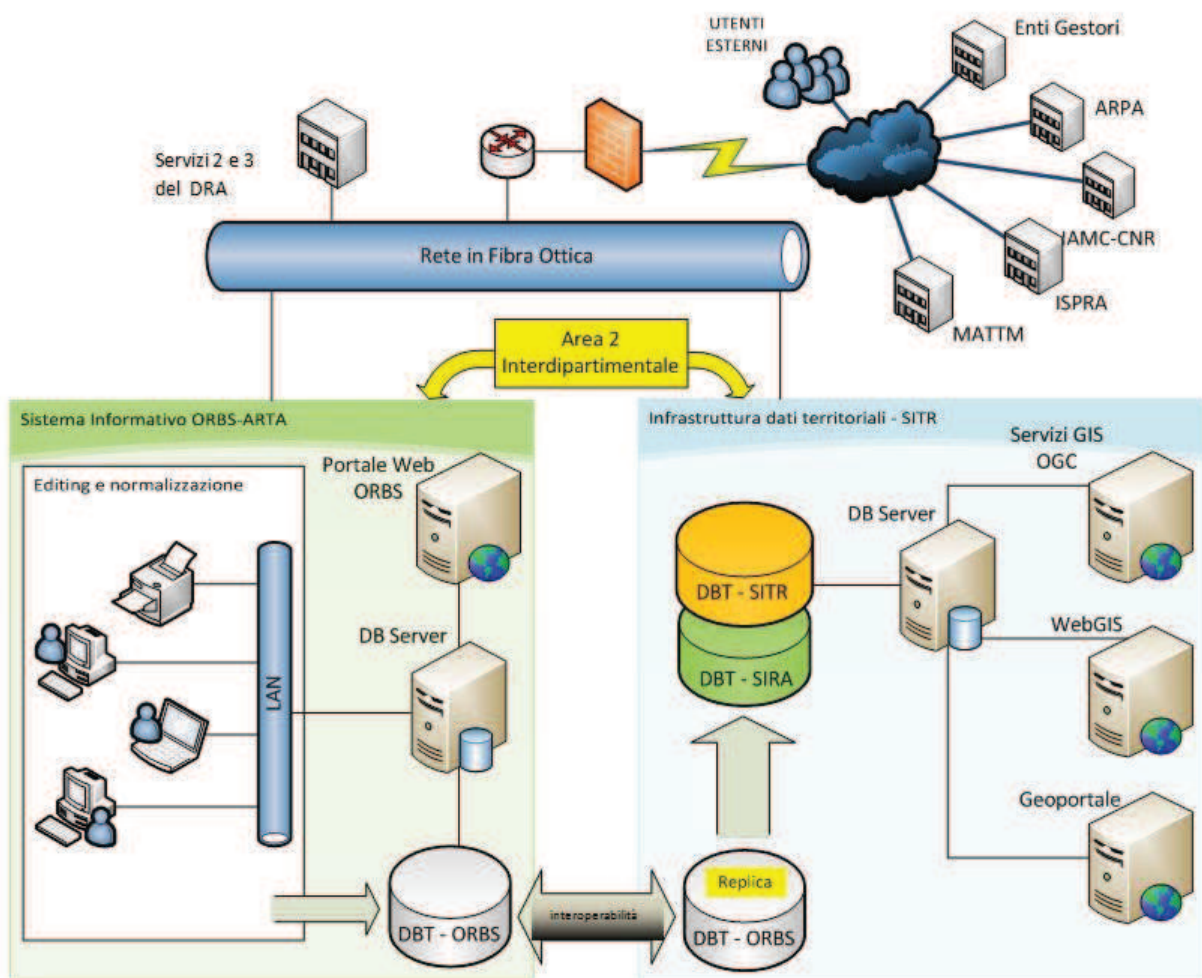 UTENTI
ESTERNI
Enti Gestori
ARPA
Servizi 2 e 3
del DRA
IAMC-CNR
Rete in Fibra Ottica
ISPRA
MATTM
Area 2
Interdipartimentale
Sistema Informativo ORBS-ARTA
Infrastruttura dati territoriali - SITR
Editing e normalizzazione
Portale Web
ORBS
Servizi GIS
OGC
DB Server
DBT - SITR
DB Server
WebGIS
DBT - SIRA
LAN
Geoportale
Replica
interoperabilità
DBT - ORBS
DBT - ORBS